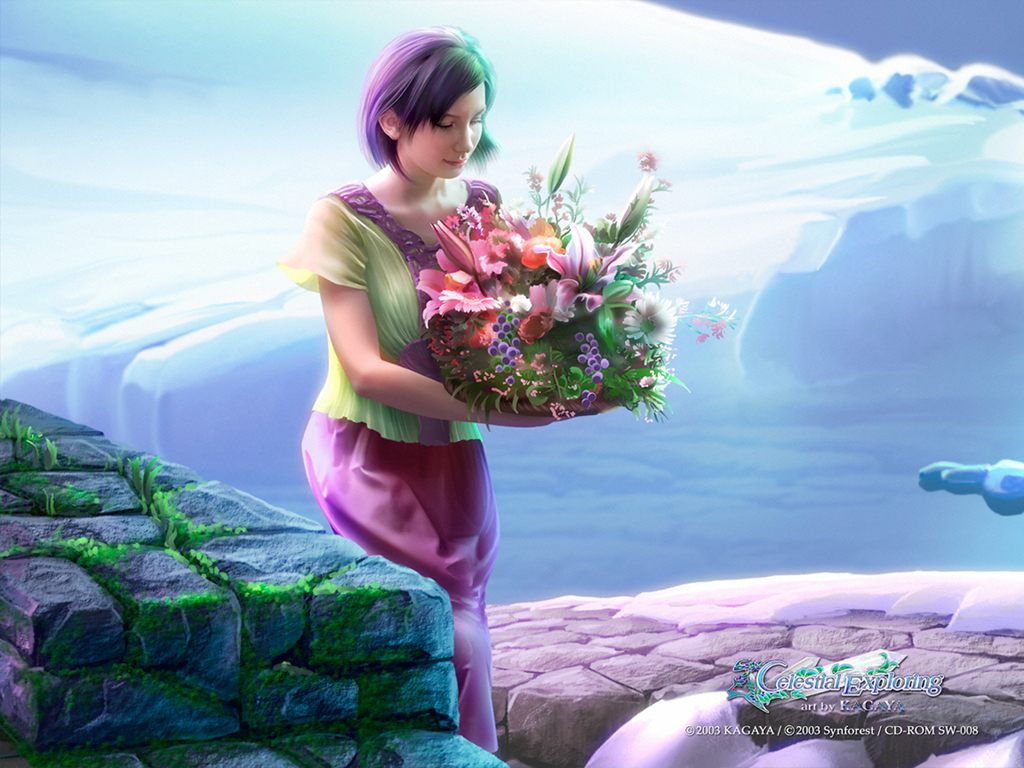 Celestial Exploring
art by KAGAYA
©2003 KAGAYA / ©2003 Synforest / CD-ROM SW-008